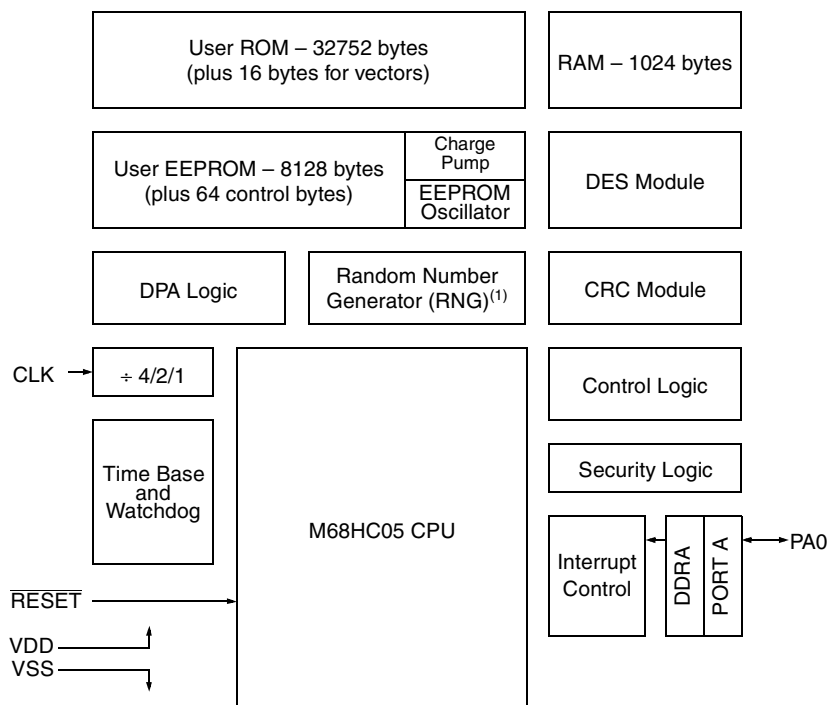 User ROM – 32752 bytes
(plus 16 bytes for vectors)
RAM – 1024 bytes
User EEPROM – 8128 bytes
(plus 64 control bytes)
Charge
Pump
EEPROM
Oscillator
DES Module
DPA Logic
Random Number
Generator (RNG)(1)
CRC Module
CLK
÷ 4/2/1
Control Logic
Time Base
and
Watchdog
M68HC05 CPU
Security Logic
Interrupt
Control
DDRA
PORT A
PA0
RESET
VDD
VSS